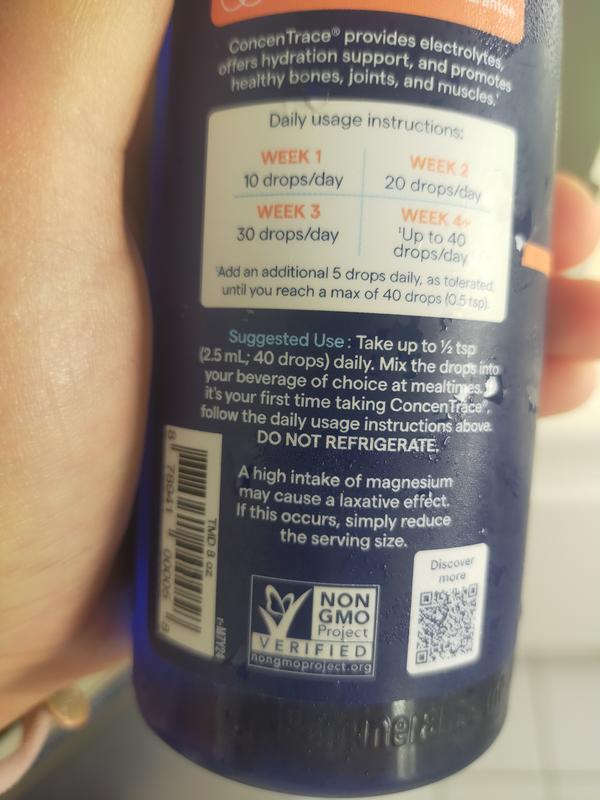 ConcenTrace® provides electrolytes,
offers hydration support, and promotes
healthy bones, joints, and muscles.†
Daily usage instructions:
WEEK 1
10 drops/day
WEEK 2
20 drops/day
WEEK 3
30 drops/day
WEEK 4+
¹Up to 40
drops/day
¹Add an additional 5 drops daily, as tolerated,
until you reach a max of 40 drops (0.5 tsp).
Suggested Use: Take up to ½ tsp
(2.5 mL; 40 drops) daily. Mix the drops into
your beverage of choice at mealtimes.
it's your first time taking ConcenTrace®,
follow the daily usage instructions above.
DO NOT REFRIGERATE.
A high intake of magnesium
may cause a laxative effect.
If this occurs, simply reduce
the serving size.
TMD 8 oz
Discover
more
NON
GMO
Project
VERIFIED
nongmoproject.org